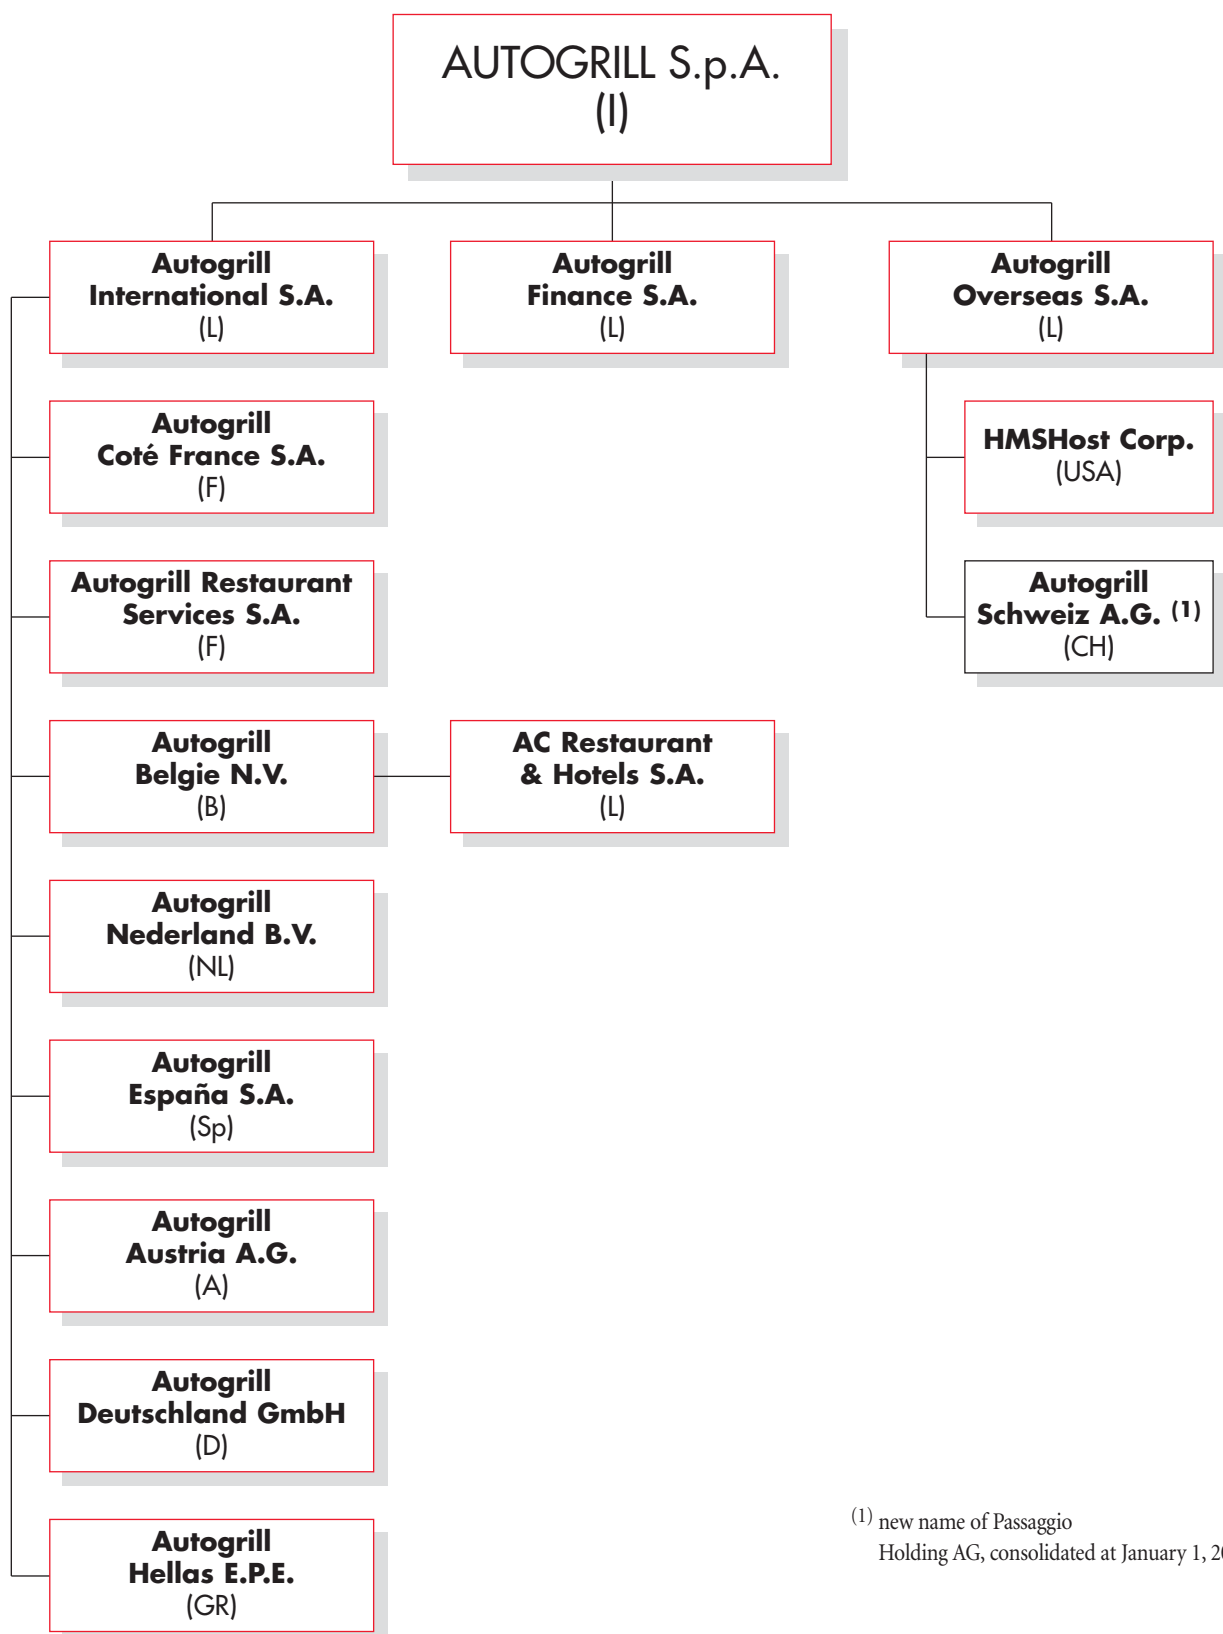 AUTOGRILL S.p.A.
(I)
Autogrill
International S.A.
(L)
Autogrill
Finance S.A.
(L)
Autogrill
Overseas S.A.
(L)
Autogrill
Coté France S.A.
(F)
HMSHost Corp.
(USA)
Autogrill Restaurant
Services S.A.
(F)
Autogrill
Schweiz A.G. (1)
(CH)
Autogrill
Belgie N.V.
(B)
AC Restaurant
& Hotels S.A.
(L)
Autogrill
Nederland B.V.
(NL)
Autogrill
España S.A.
(Sp)
Autogrill
Austria A.G.
(A)
Autogrill
Deutschland GmbH
(D)
Autogrill
Hellas E.P.E.
(GR)
(1) new name of Passaggio
Holding AG, consolidated at January 1,